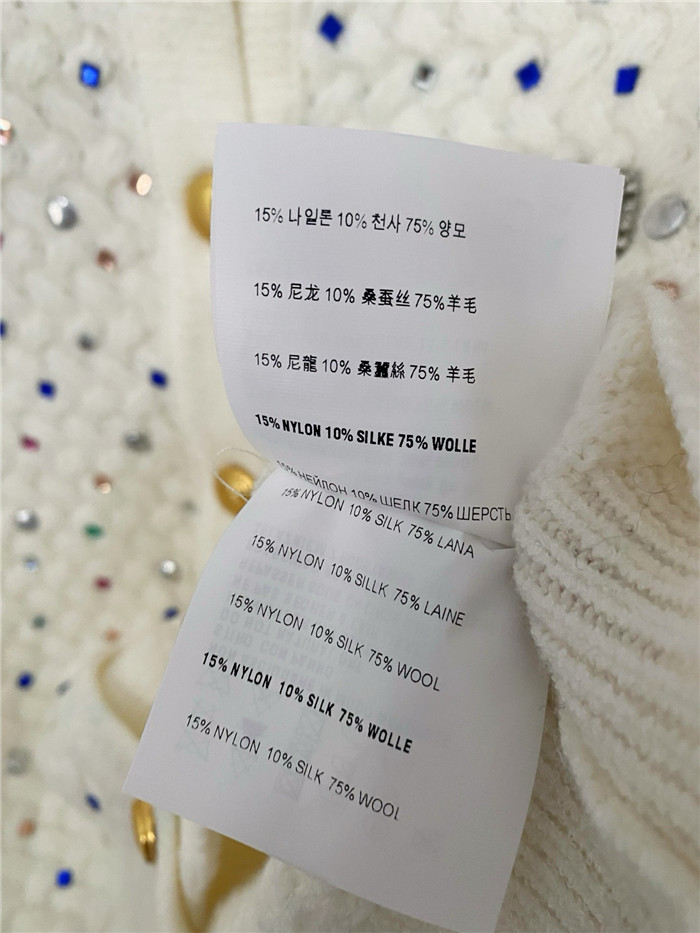 15% 나일론 10% 천사 75% 양모
15% 尼龙 10% 桑蚕丝 75%羊毛
15% 尼龍 10% 桑蠶絲 75% 羊毛
15% NYLON 10% SILKE 75% WOLLE
15% НЕЙЛОН 10% ШЕЛК 75% ШЕРСТЬ
15% NYLON 10% SILK 75% LANA
15% NYLON 10% SILLK 75% LAINE
15% NYLON 10% SILK 75% WOOL
15% NYLON 10% SILK 75% WOLLE
15% NYLON 10% SILK 75% WOOL